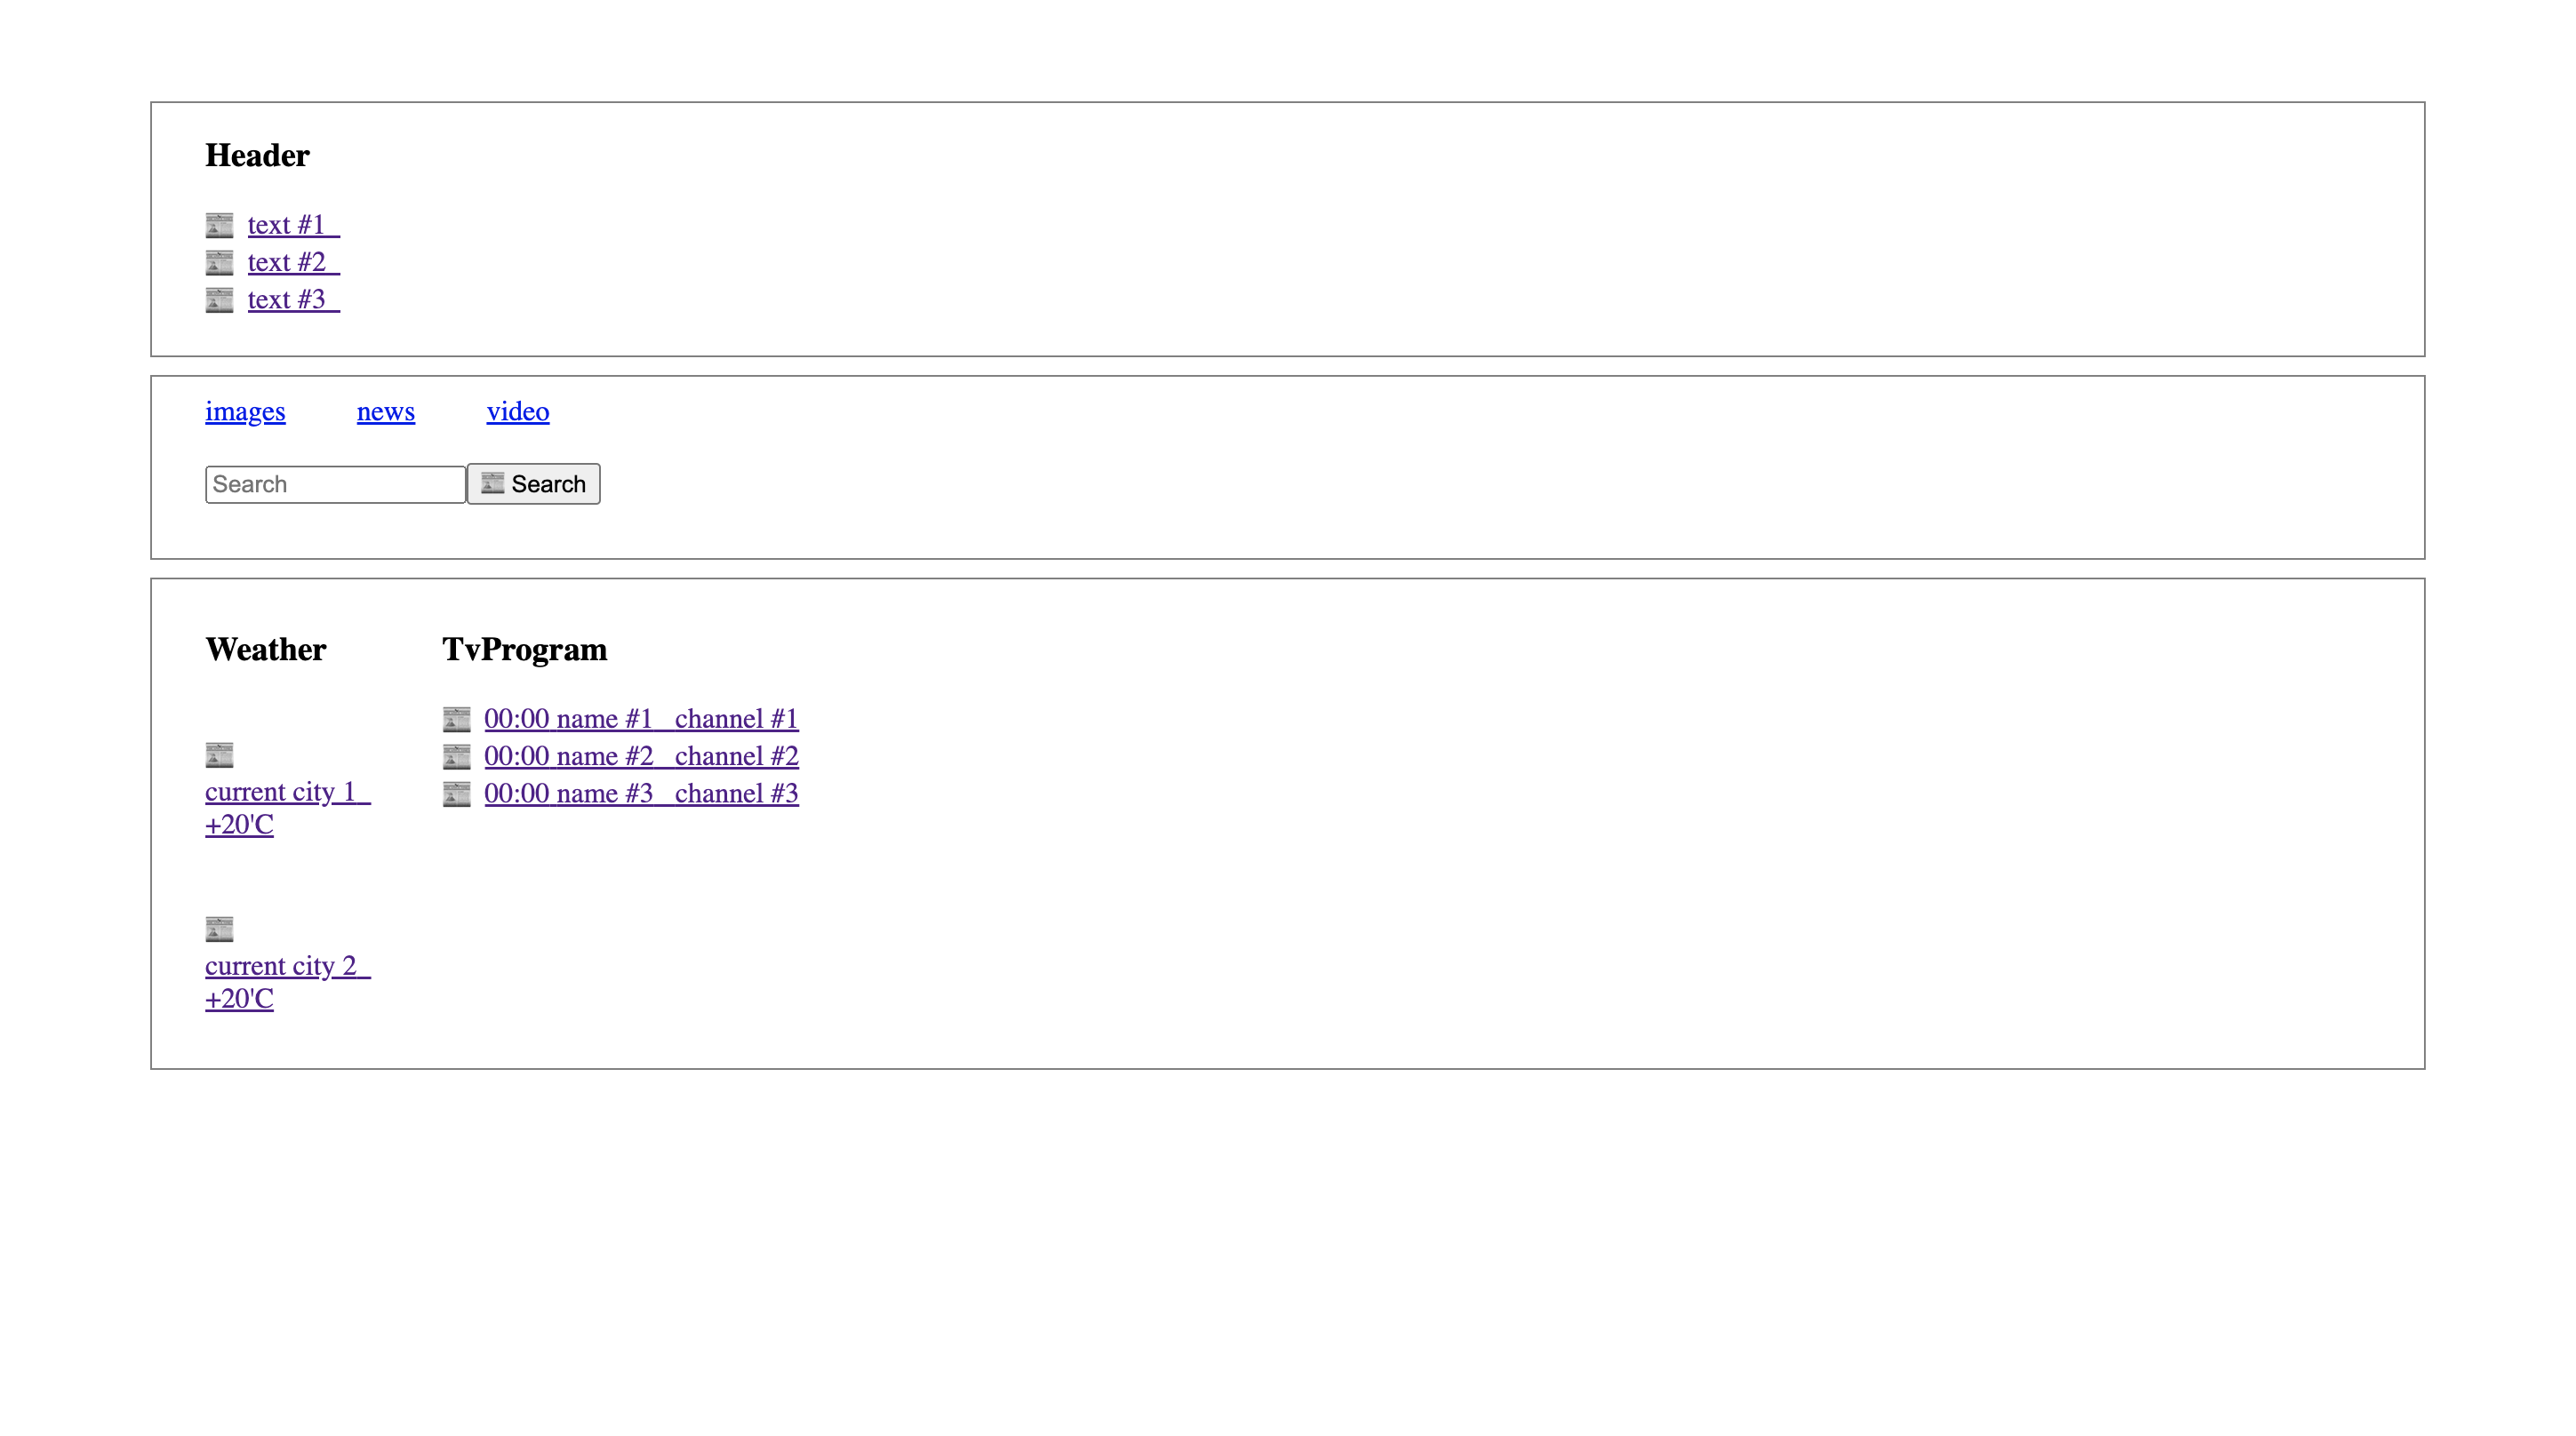 Header
text #1
text #2
text #3
images news video
Search Search
Weather
current city 1
+20'C
current city 2
+20'C
TvProgram
00:00 name #1 channel #1
00:00 name #2 channel #2
00:00 name #3 channel #3